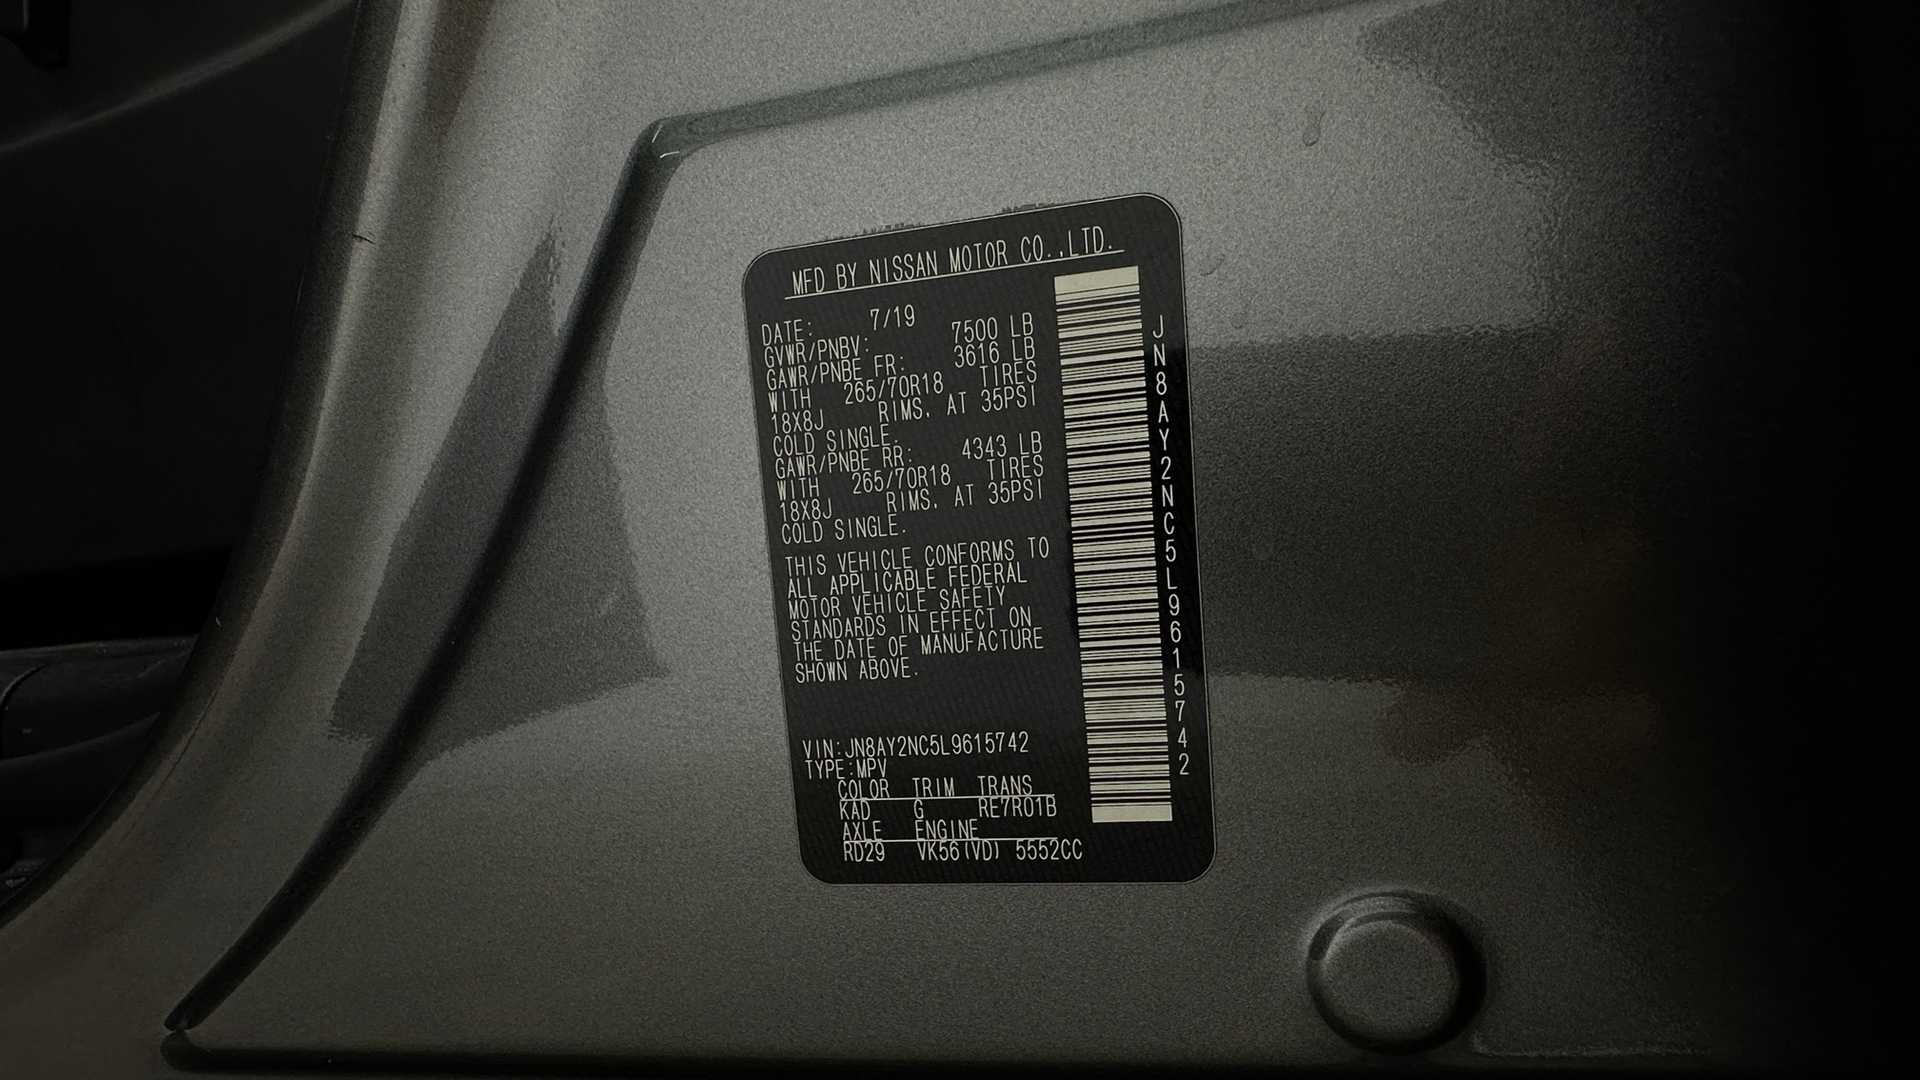 MFD BY NISSAN MOTOR CO.,LTD.
DATE: 7/19
GVWR/PNBV: 7500 LB
GAWR/PNBE FR: 3616 LB
WITH 265/70R18 TIRES
18X8J RIMS, AT 35PSI
COLD SINGLE.
GAWR/PNBE RR: 4343 LB
WITH 265/70R18 TIRES
18X8J RIMS, AT 35PSI
COLD SINGLE.
THIS VEHICLE CONFORMS TO
ALL APPLICABLE FEDERAL
MOTOR VEHICLE SAFETY
STANDARDS IN EFFECT ON
THE DATE OF MANUFACTURE
SHOWN ABOVE.
VIN:JN8AY2NC5L9615742
TYPE:MPV
COLOR TRIM TRANS
KAD G RE7R01B
AXLE ENGINE
RD29 VK56(VD) 5552CC
JN8AY2NC5L9615742